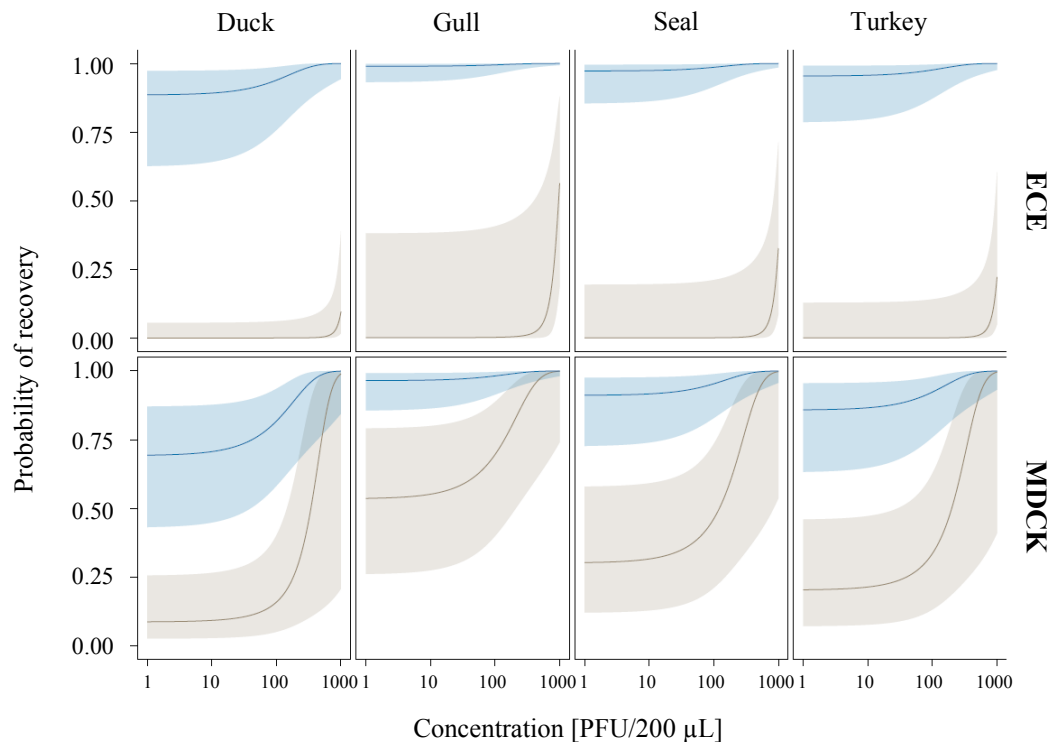 Duck Gull Seal Turkey
1.00
0.75
0.50
0.25
0.00
ECE
1.00
0.75
0.50
0.25
0.00
MDCK
Probability of recovery
1 10 100 1000 1 10 100 1000 1 10 100 1000 1 10 100 1000
Concentration [PFU/200 µL]